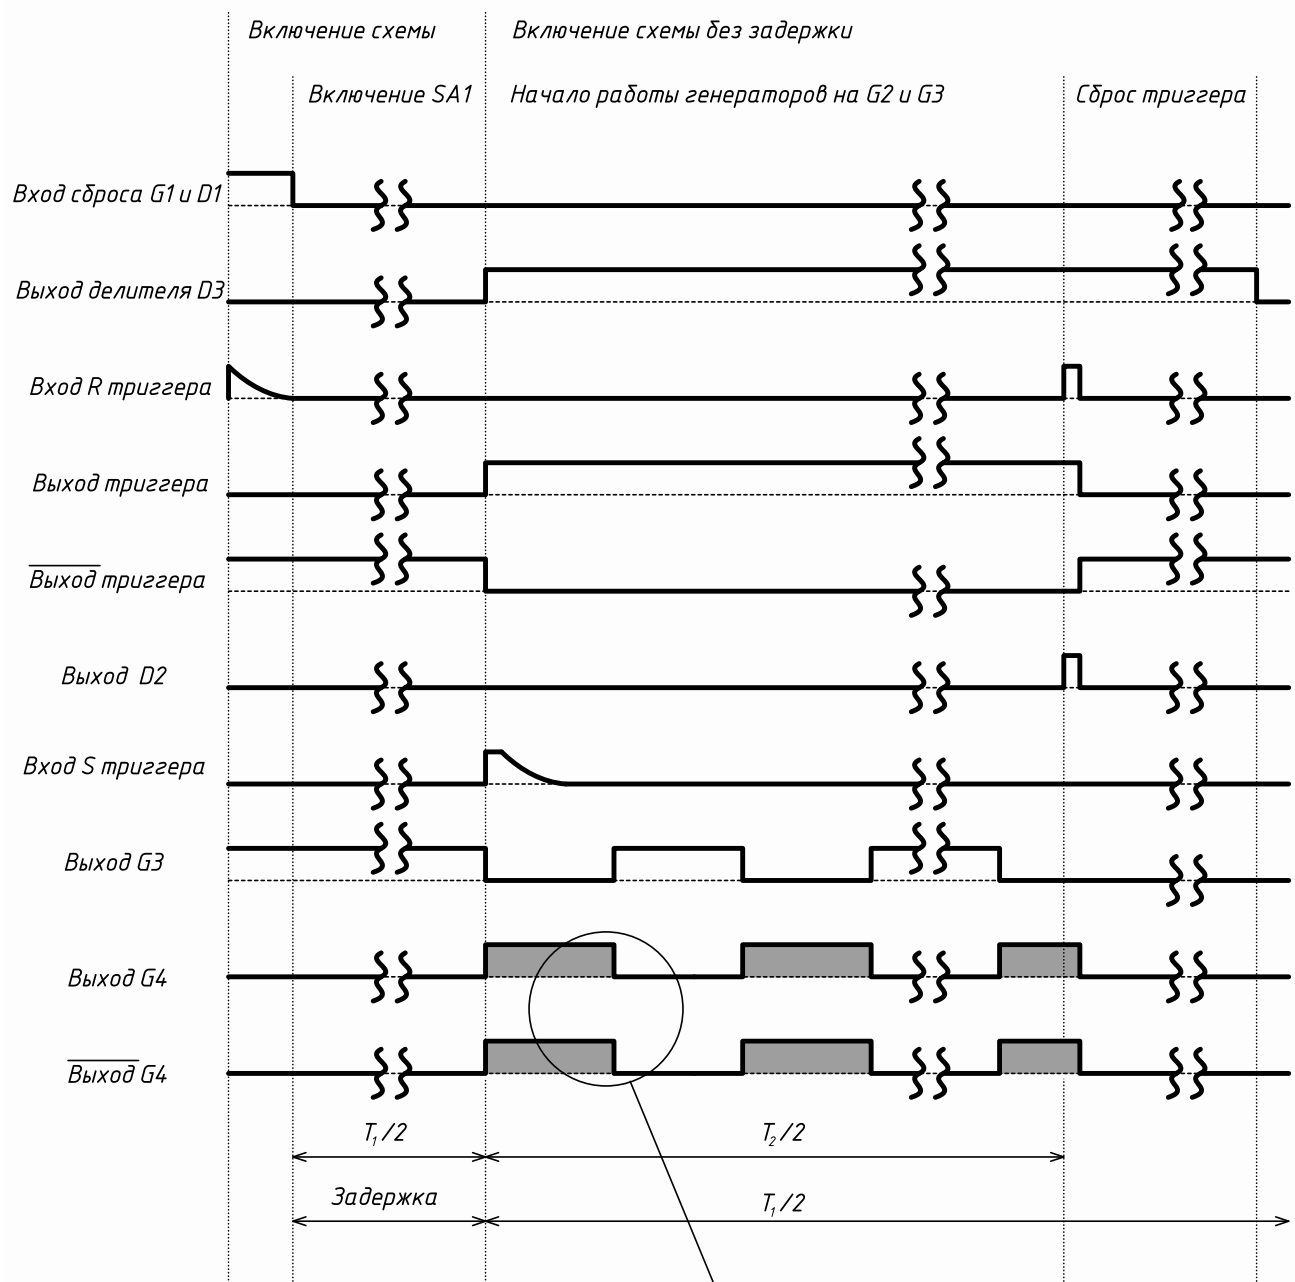 Включение схемы
Включение схемы без задержки
Включение SA1
Начало работы генераторов на G2 и G3
Сброс триггера
Вход сброса G1 и D1
Выход делителя D3
Вход R триггера
Выход триггера
Выход триггера
Выход D2
Вход S триггера
Выход G3
Выход G4
Выход G4
T₁/2
T₂/2
Задержка
T₁/2